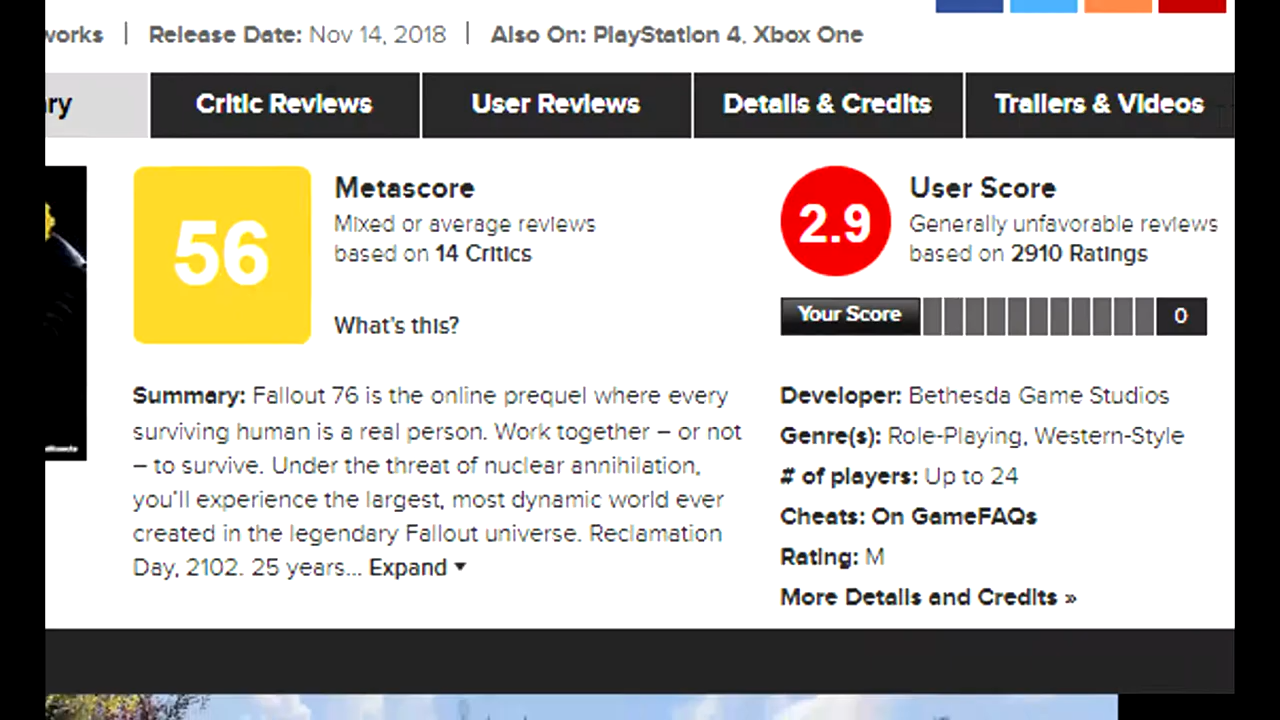 works | Release Date: Nov 14, 2018 | Also On: PlayStation 4, Xbox One
ry Critic Reviews User Reviews Details & Credits Trailers & Videos
56 Metascore
Mixed or average reviews
based on 14 Critics
What's this?
2.9 User Score
Generally unfavorable reviews
based on 2910 Ratings
Your Score 0
Summary: Fallout 76 is the online prequel where every
surviving human is a real person. Work together – or not
– to survive. Under the threat of nuclear annihilation,
you'll experience the largest, most dynamic world ever
created in the legendary Fallout universe. Reclamation
Day, 2102. 25 years... Expand ▼
Developer: Bethesda Game Studios
Genre(s): Role-Playing, Western-Style
# of players: Up to 24
Cheats: On GameFAQs
Rating: M
More Details and Credits »